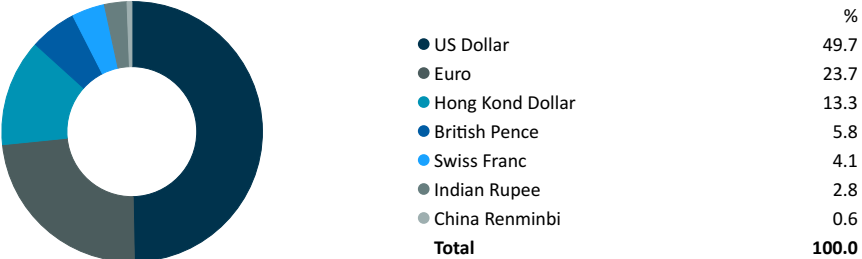 %
US Dollar 49.7
Euro 23.7
Hong Kond Dollar 13.3
British Pence 5.8
Swiss Franc 4.1
Indian Rupee 2.8
China Renminbi 0.6
Total 100.0